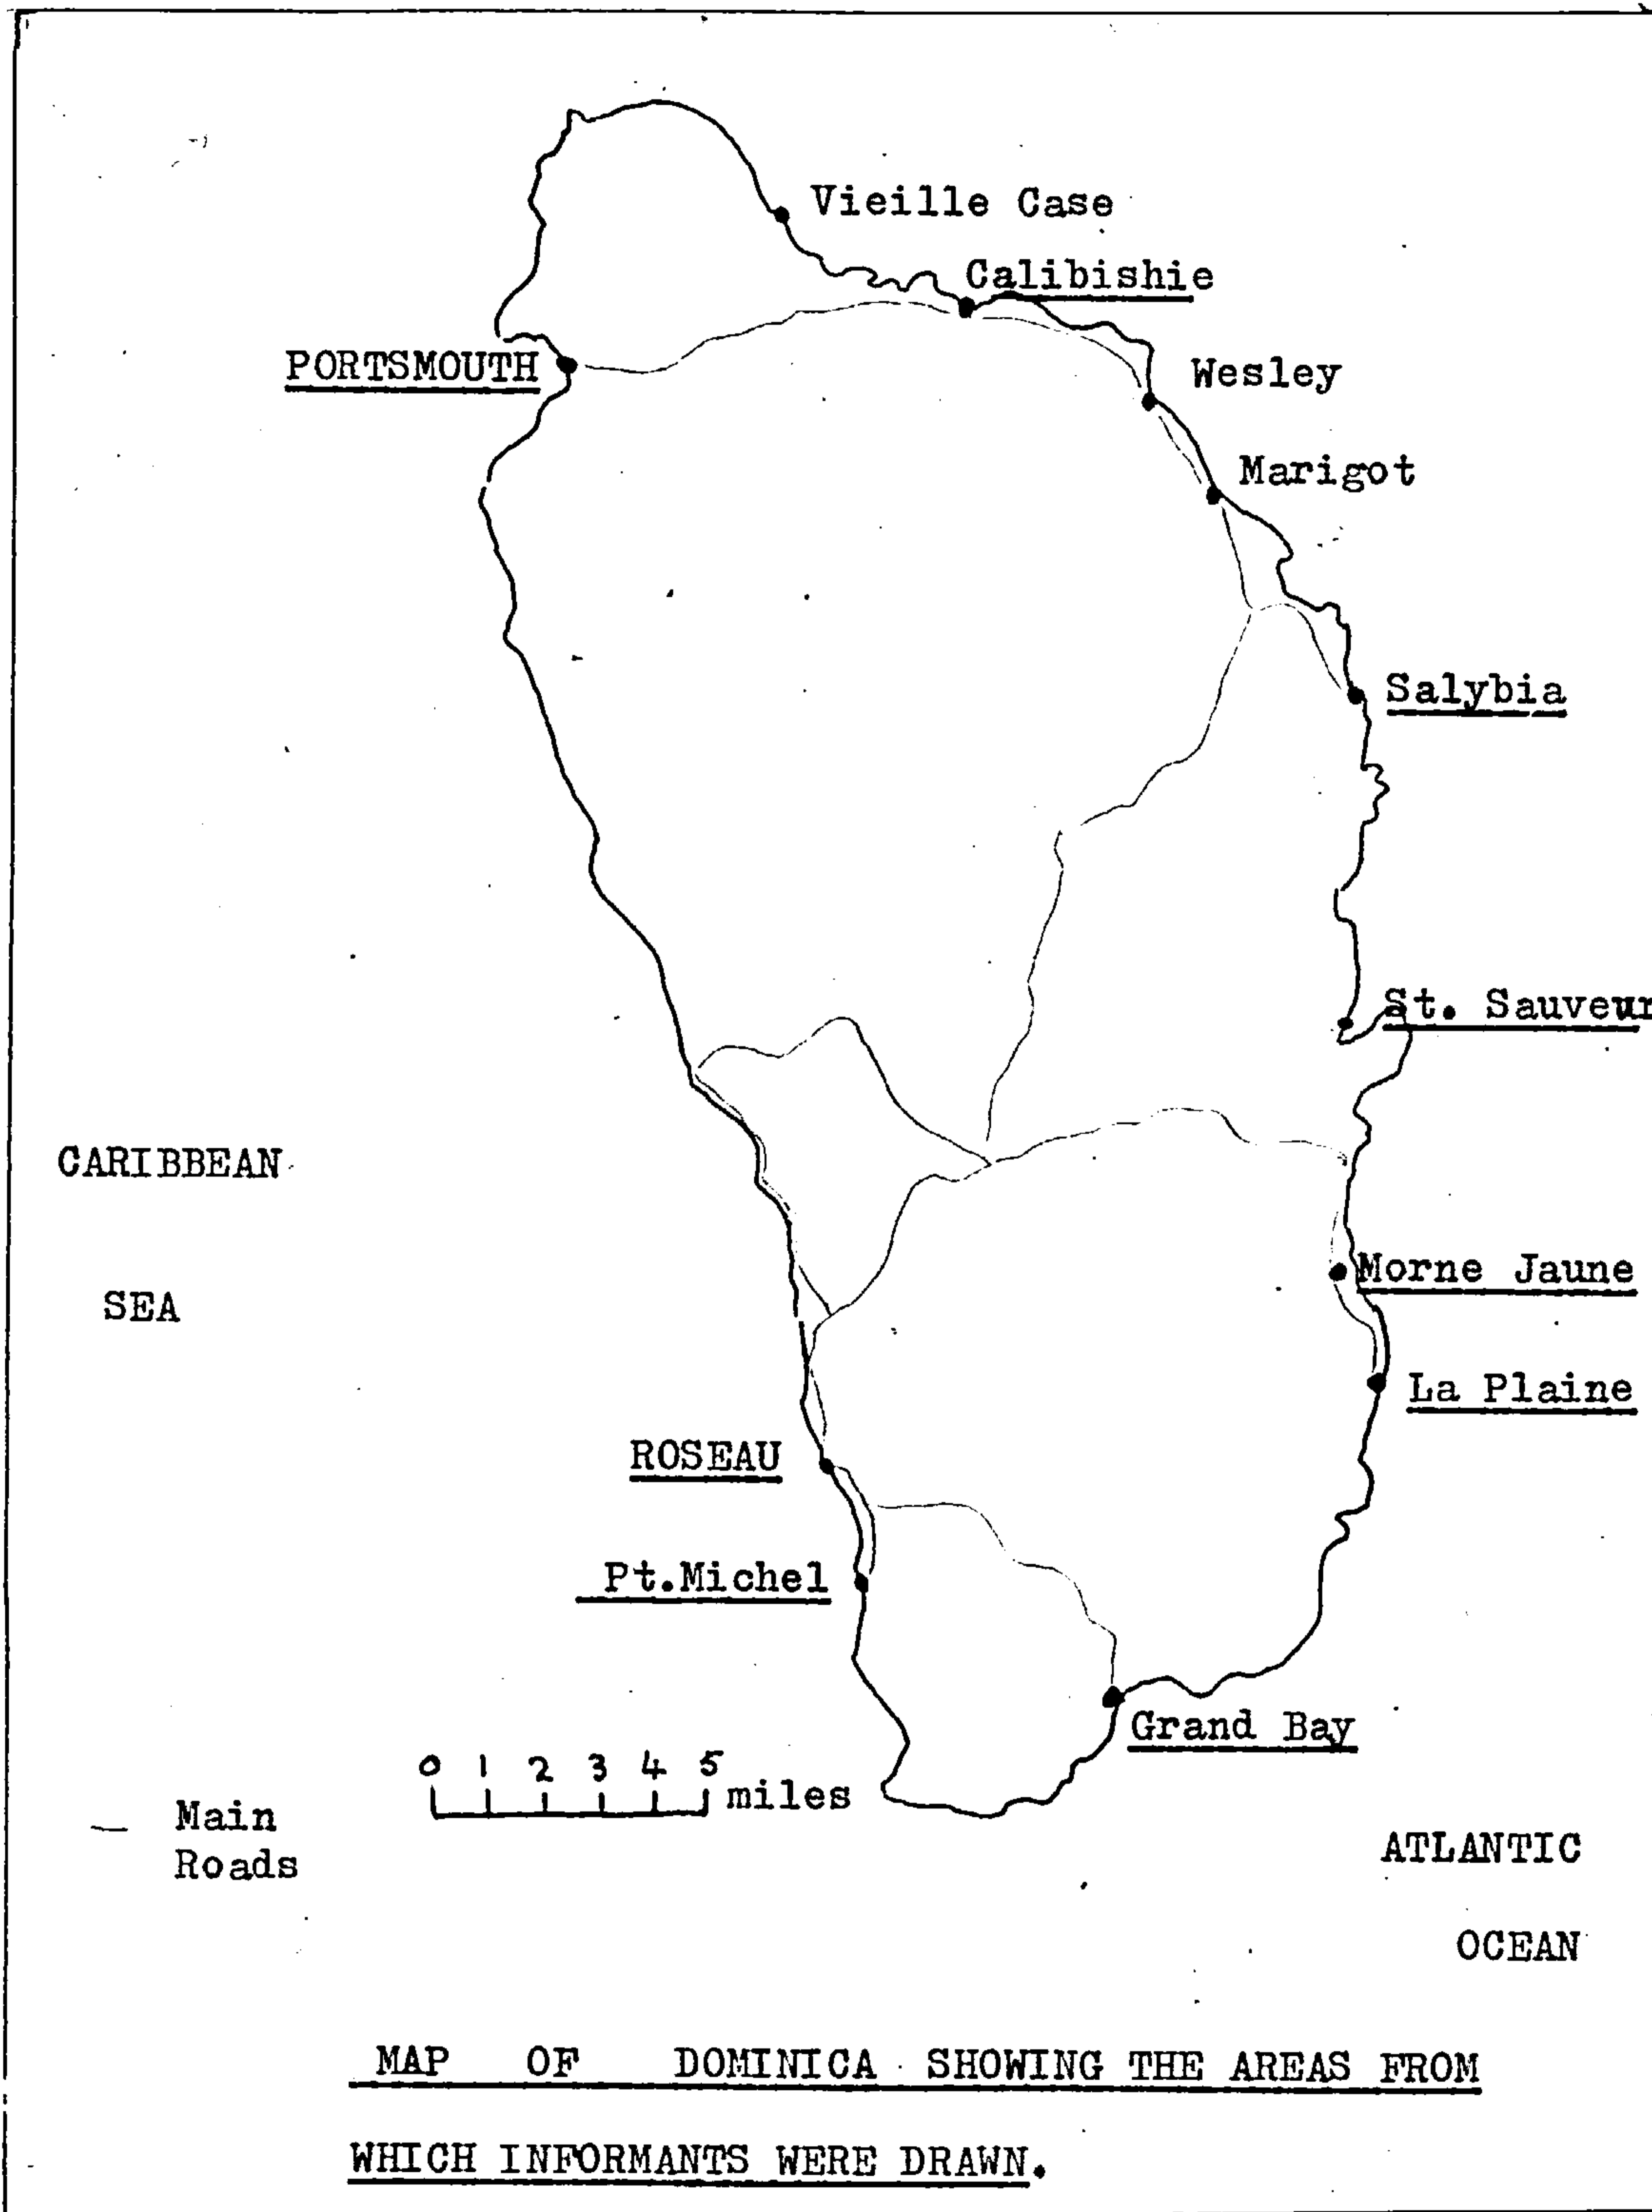 Vieille Case
Calibishie
PORTSMOUTH
Wesley
Marigot
Salybia
St. Sauveur
CARIBBEAN
SEA
Morne Jaune
La Plaine
ROSEAU
Pt.Michel
Grand Bay
0 1 2 3 4 5
miles
Main
Roads
ATLANTIC
OCEAN
MAP OF DOMINICA SHOWING THE AREAS FROM
WHICH INFORMANTS WERE DRAWN.